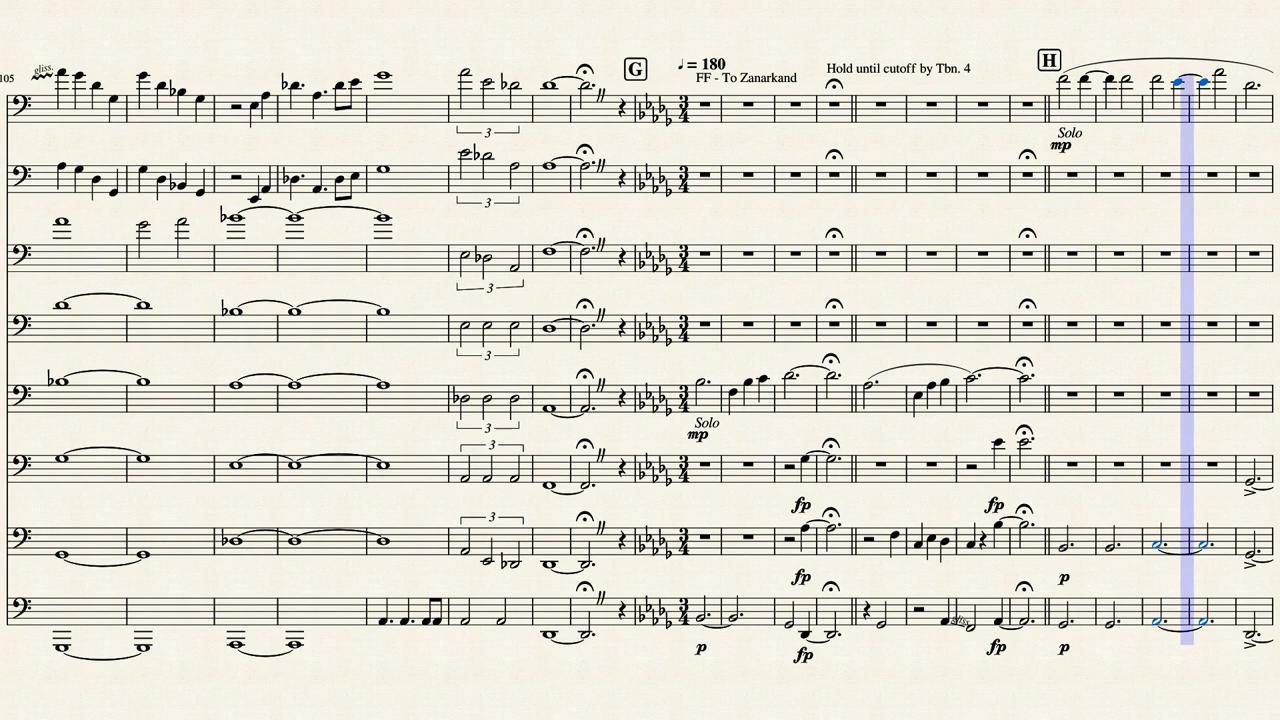 105
gliss.
G
♩ = 180
FF - To Zanarkand
Hold until cutoff by Tbn. 4
H
3
Solo
mp
3
3
3
3
Solo
mp
3
fp
fp
3
fp
p
gliss.
p
fp
fp
p